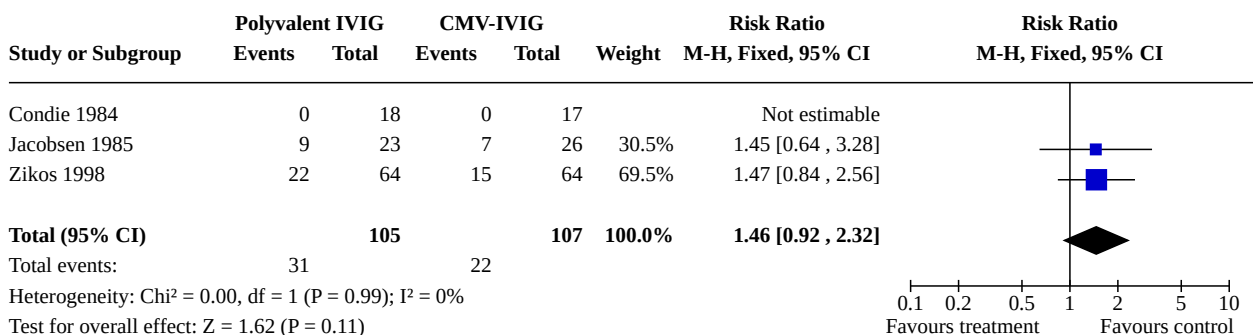 Polyvalent IVIG CMV-IVIG Risk Ratio Risk Ratio
Study or Subgroup Events Total Events Total Weight M-H, Fixed, 95% CI M-H, Fixed, 95% CI
Condie 1984 0 18 0 17 Not estimable
Jacobsen 1985 9 23 7 26 30.5% 1.45 [0.64 , 3.28]
Zikos 1998 22 64 15 64 69.5% 1.47 [0.84 , 2.56]
Total (95% CI) 105 107 100.0% 1.46 [0.92 , 2.32]
Total events: 31 22
Heterogeneity: Chi² = 0.00, df = 1 (P = 0.99); I² = 0% 0.1 0.2 0.5 1 2 5 10
Test for overall effect: Z = 1.62 (P = 0.11) Favours treatment Favours control